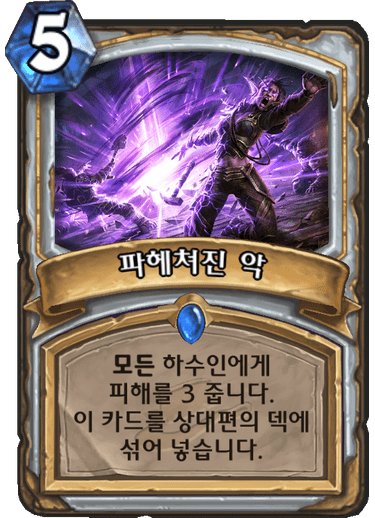 5
파헤쳐진 악
모든 하수인에게
피해를 3 줍니다.
이 카드를 상대편의 덱에
섞어 넣습니다.